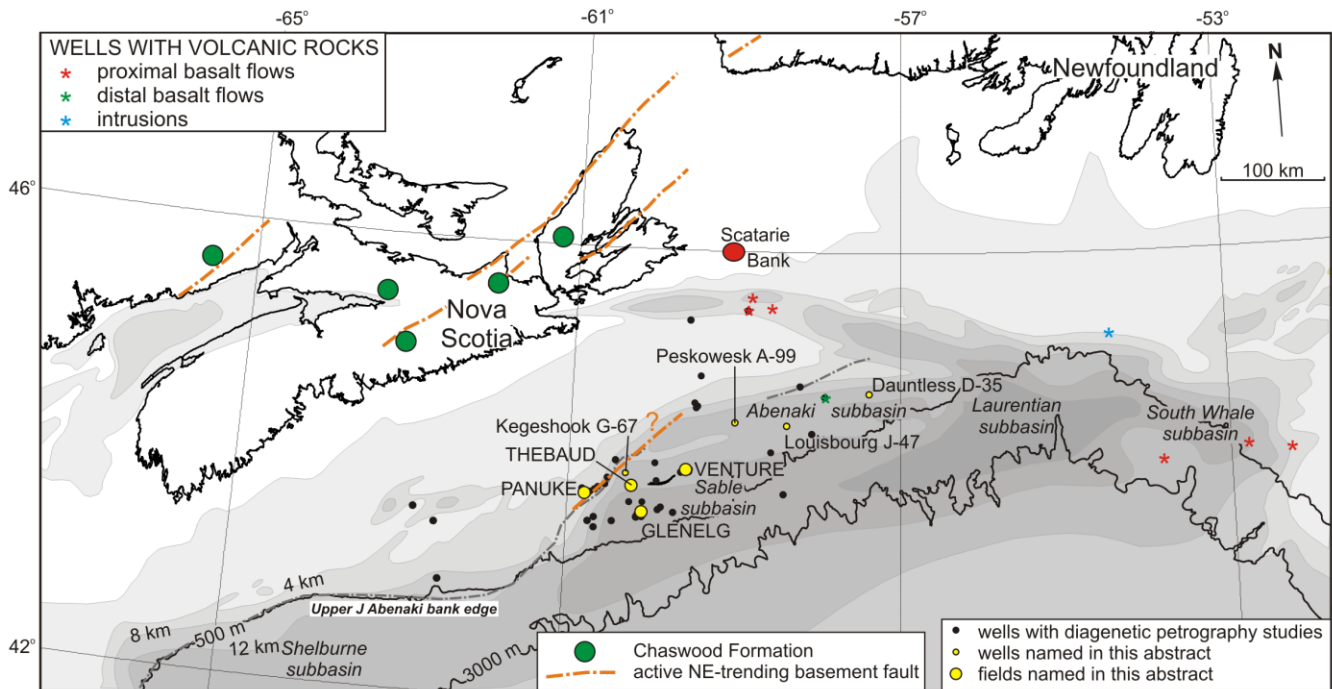 -65°
-61°
-57°
-53°
WELLS WITH VOLCANIC ROCKS
* proximal basalt flows
* distal basalt flows
* intrusions
Newfoundland
N
100 km
46°
Scatarie
Bank
Nova
Scotia
Peskowesk A-99
Dauntless D-35
Abenaki subbasin
Laurentian
subbasin
South Whale
subbasin
Kegeshook G-67
?
Louisbourg J-47
THEBAUD
VENTURE
PANUKE
Sable
subbasin
GLENELG
4 km
Upper J Abenaki bank edge
8 km
500 m
12 km
Shelburne
subbasin
3000 m
42°
Chaswood Formation
active NE-trending basement fault
wells with diagenetic petrography studies
wells named in this abstract
fields named in this abstract